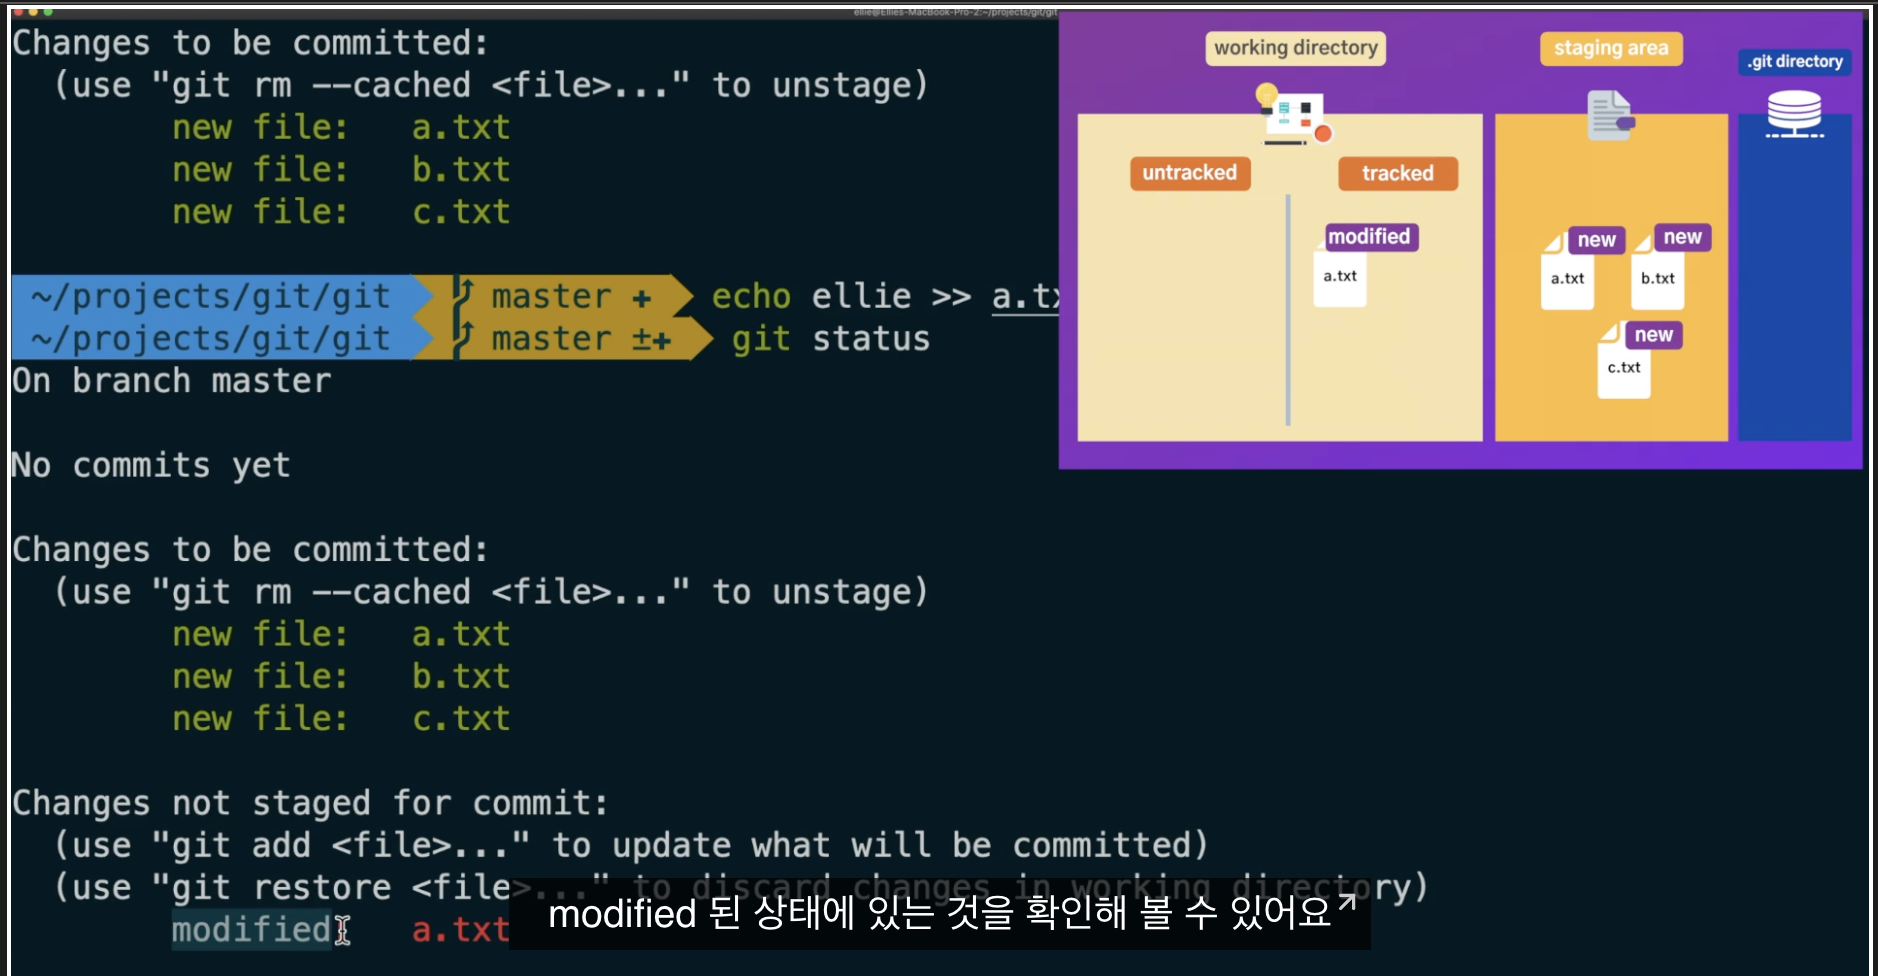 ellie@Ellies-MacBook-Pro-2:~/projects/git/git
Changes to be committed:
(use "git rm --cached <file>..." to unstage)
new file: a.txt
new file: b.txt
new file: c.txt
~/projects/git/git master + echo ellie >> a.tx
~/projects/git/git master ±+ git status
On branch master
No commits yet
Changes to be committed:
(use "git rm --cached <file>..." to unstage)
new file: a.txt
new file: b.txt
new file: c.txt
Changes not staged for commit:
(use "git add <file>..." to update what will be committed)
(use "git restore <file>..." to discard changes in working directory)
modified: a.txt
modified 된 상태에 있는 것을 확인해 볼 수 있어요
working directory
staging area
.git directory
untracked
tracked
modified
a.txt
new
a.txt
new
b.txt
new
c.txt